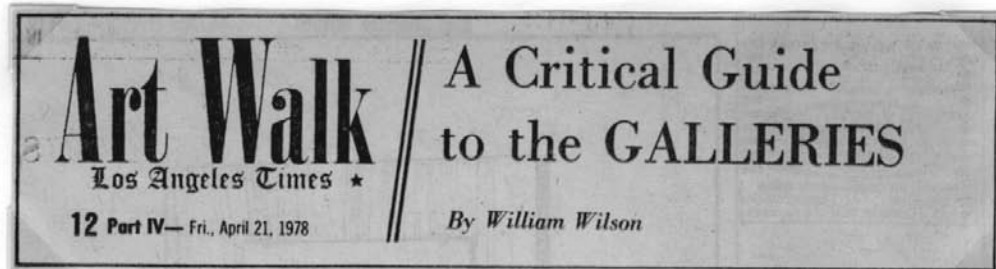 Art Walk
Los Angeles Times ★
12 Part IV— Fri., April 21, 1978
A Critical Guide
to the GALLERIES
By William Wilson